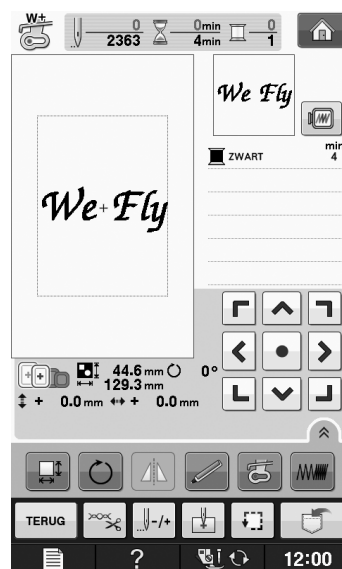 W+
0 0min 0
2363 4min 1
We Fly
min
ZWART 4
We Fly
44.6 mm 0°
129.3 mm
+ 0.0 mm + 0.0 mm
TERUG -/+
? 12:00